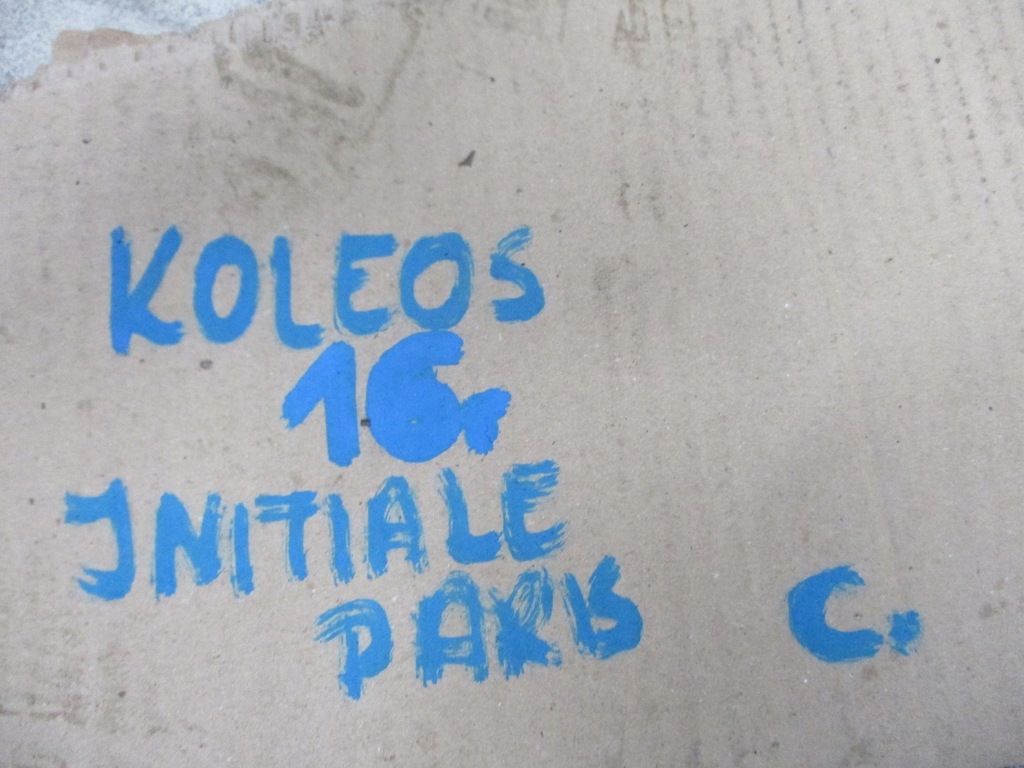 KOLEOS
16.
JNITIALE
PARIS C.